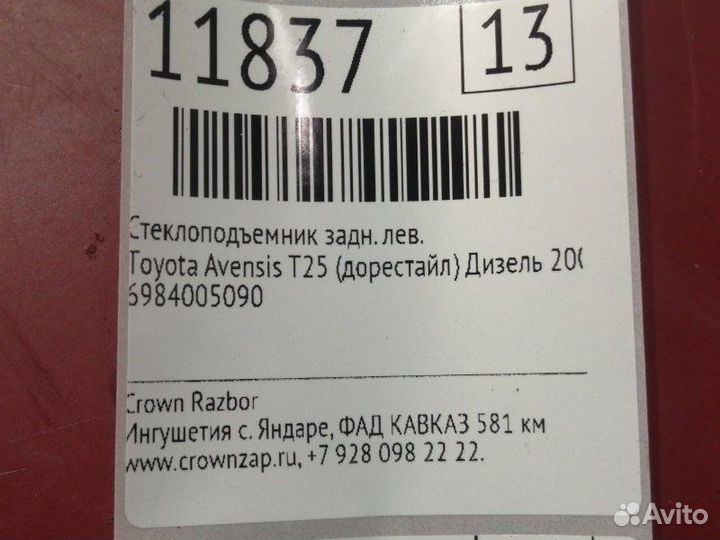 11837 13
Стеклоподъемник задн. лев.
Toyota Avensis T25 (дорестайл) Дизель 200
6984005090
Crown Razbor
Ингушетия с. Яндаре, ФАД КАВКАЗ 581 км
www.crownzap.ru, +7 928 098 22 22.
Avito